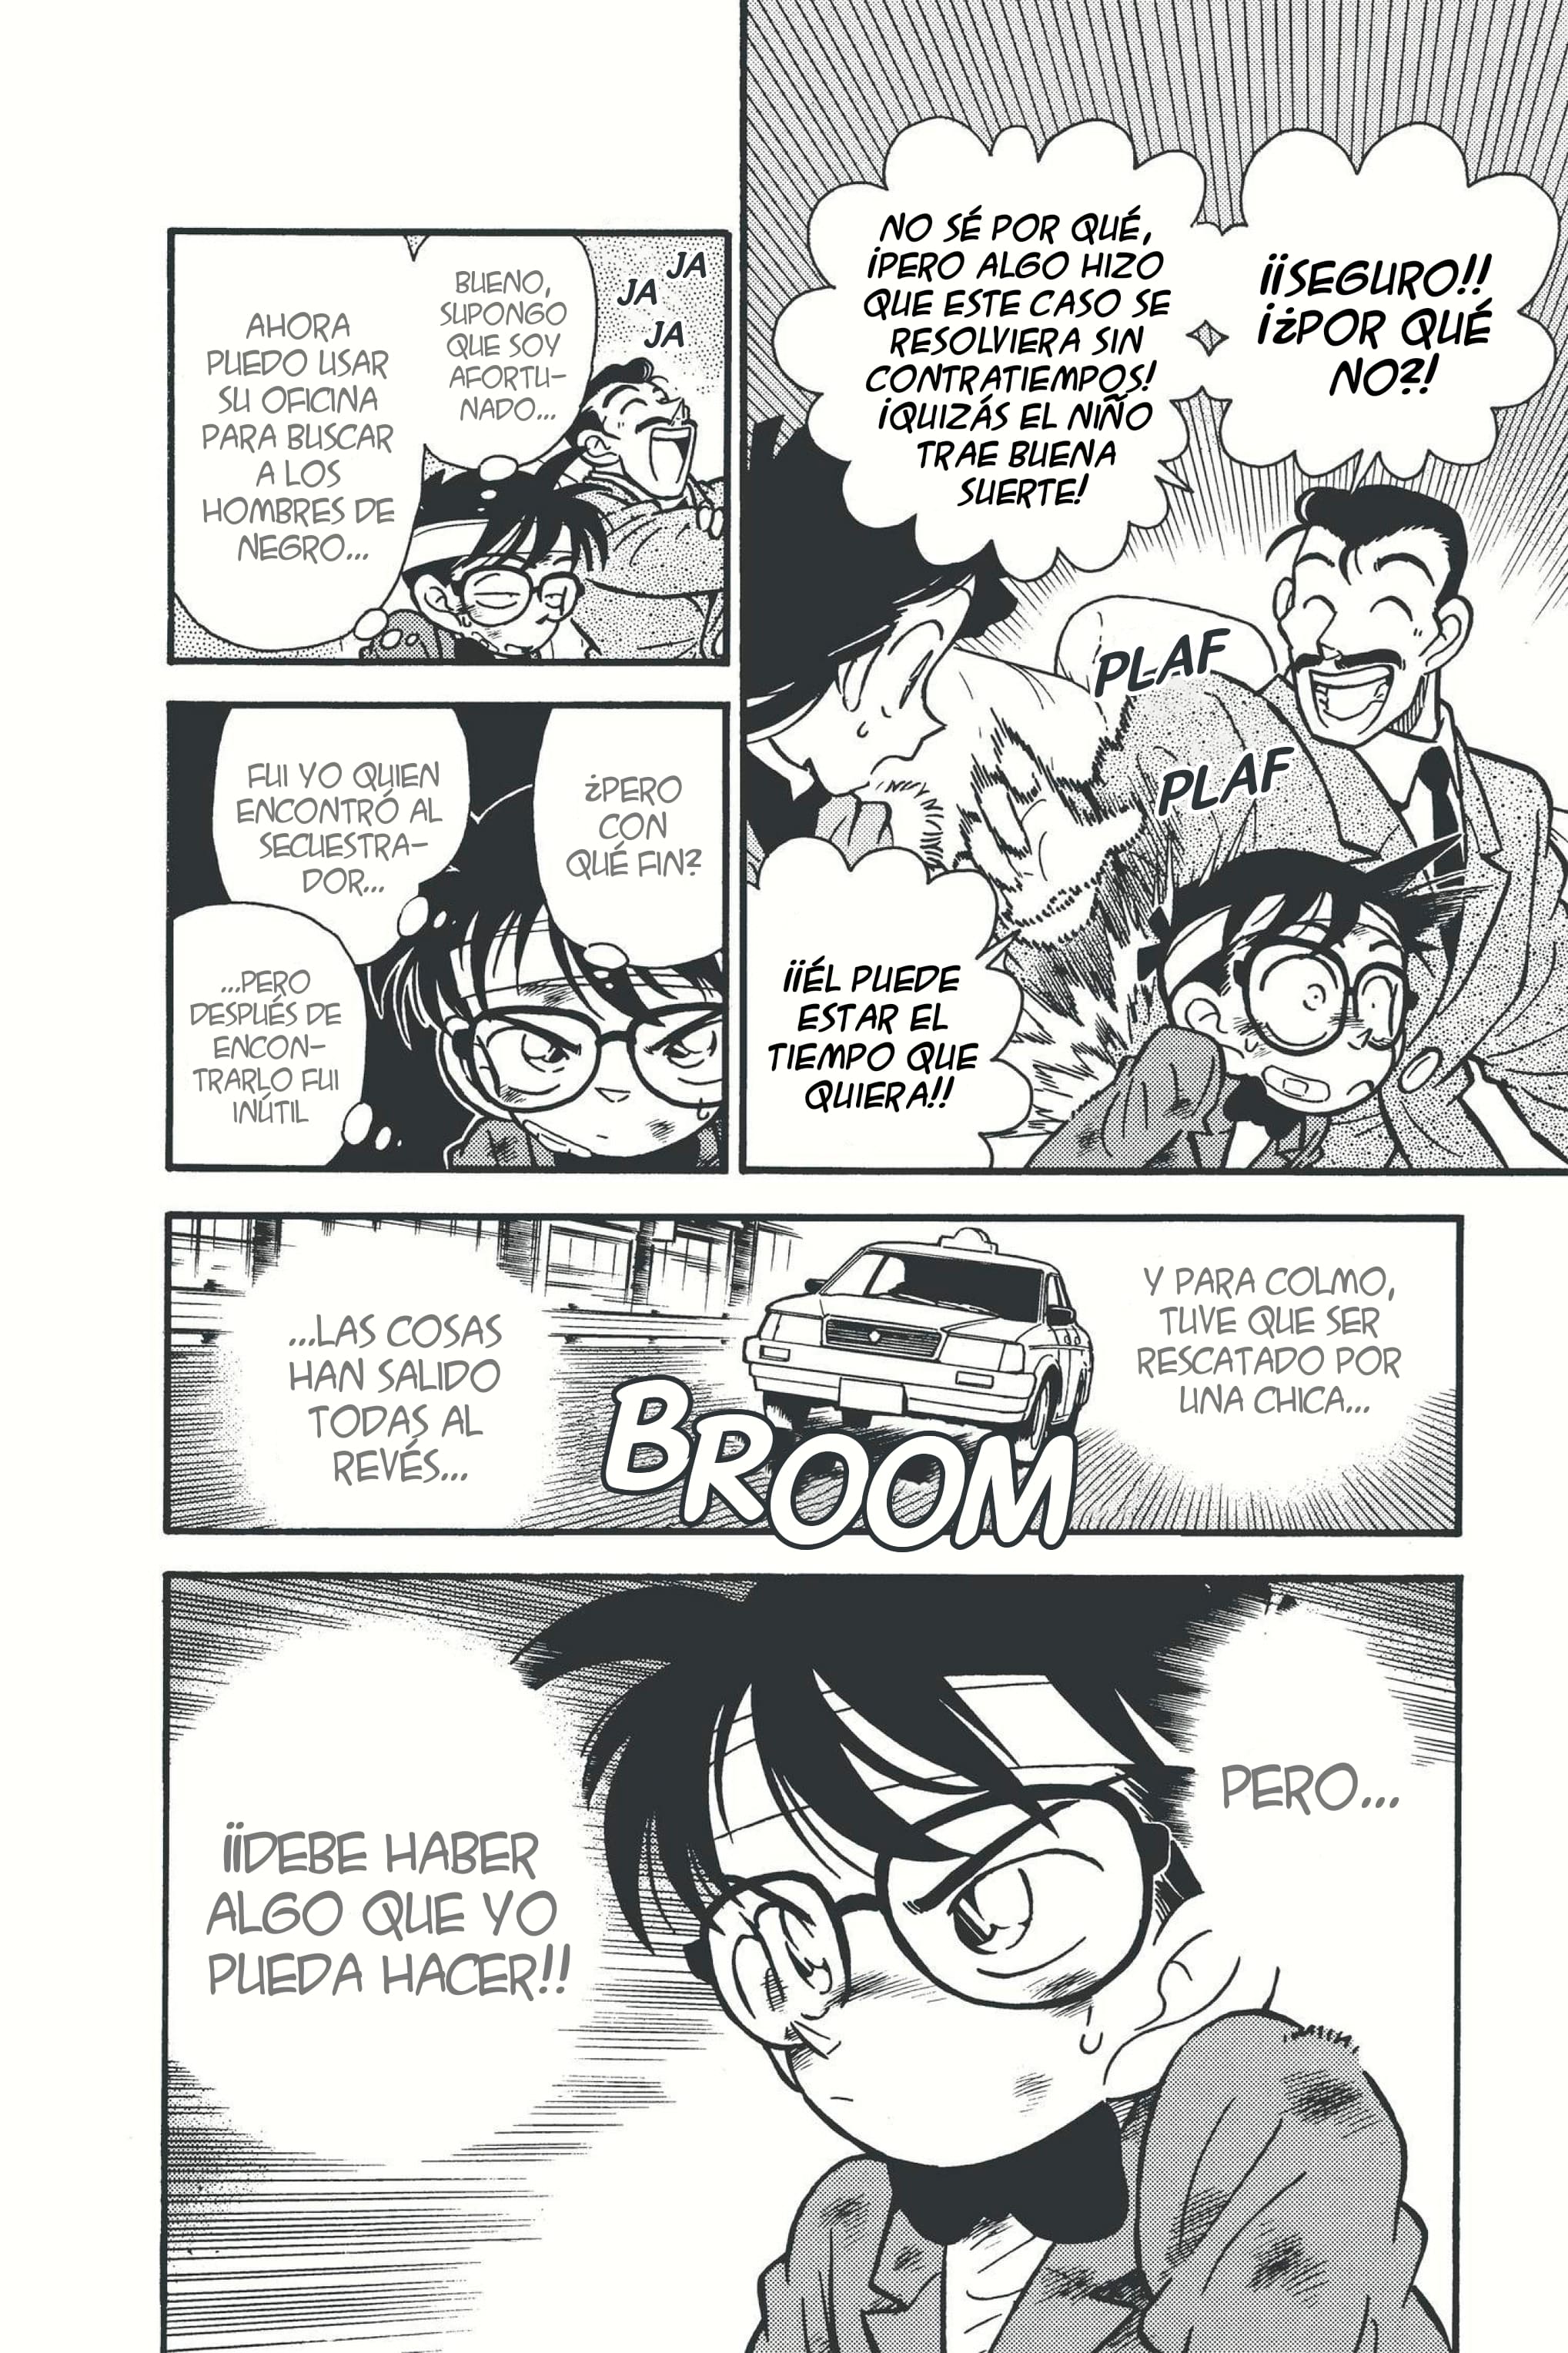 ¡¡SEGURO!!
¡¿POR QUÉ
NO?!
NO SÉ POR QUÉ,
¡PERO ALGO HIZO
QUE ESTE CASO SE
RESOLVIERA SIN
CONTRATIEMPOS!
¡QUIZÁS EL NIÑO
TRAE BUENA
SUERTE!
PLAF
PLAF
¡¡ÉL PUEDE
ESTAR EL
TIEMPO QUE
QUIERA!!
JA
JA
JA
BUENO,
SUPONGO
QUE SOY
AFORTU-
NADO...
AHORA
PUEDO USAR
SU OFICINA
PARA BUSCAR
A LOS
HOMBRES DE
NEGRO...
¿PERO
CON
QUÉ FIN?
FUI YO QUIEN
ENCONTRÓ AL
SECUESTRA-
DOR...
...PERO
DESPUÉS DE
ENCON-
TRARLO FUI
INÚTIL
Y PARA COLMO,
TUVE QUE SER
RESCATADO POR
UNA CHICA...
BROOM
...LAS COSAS
HAN SALIDO
TODAS AL
REVÉS...
PERO...
¡¡DEBE HABER
ALGO QUE YO
PUEDA HACER!!